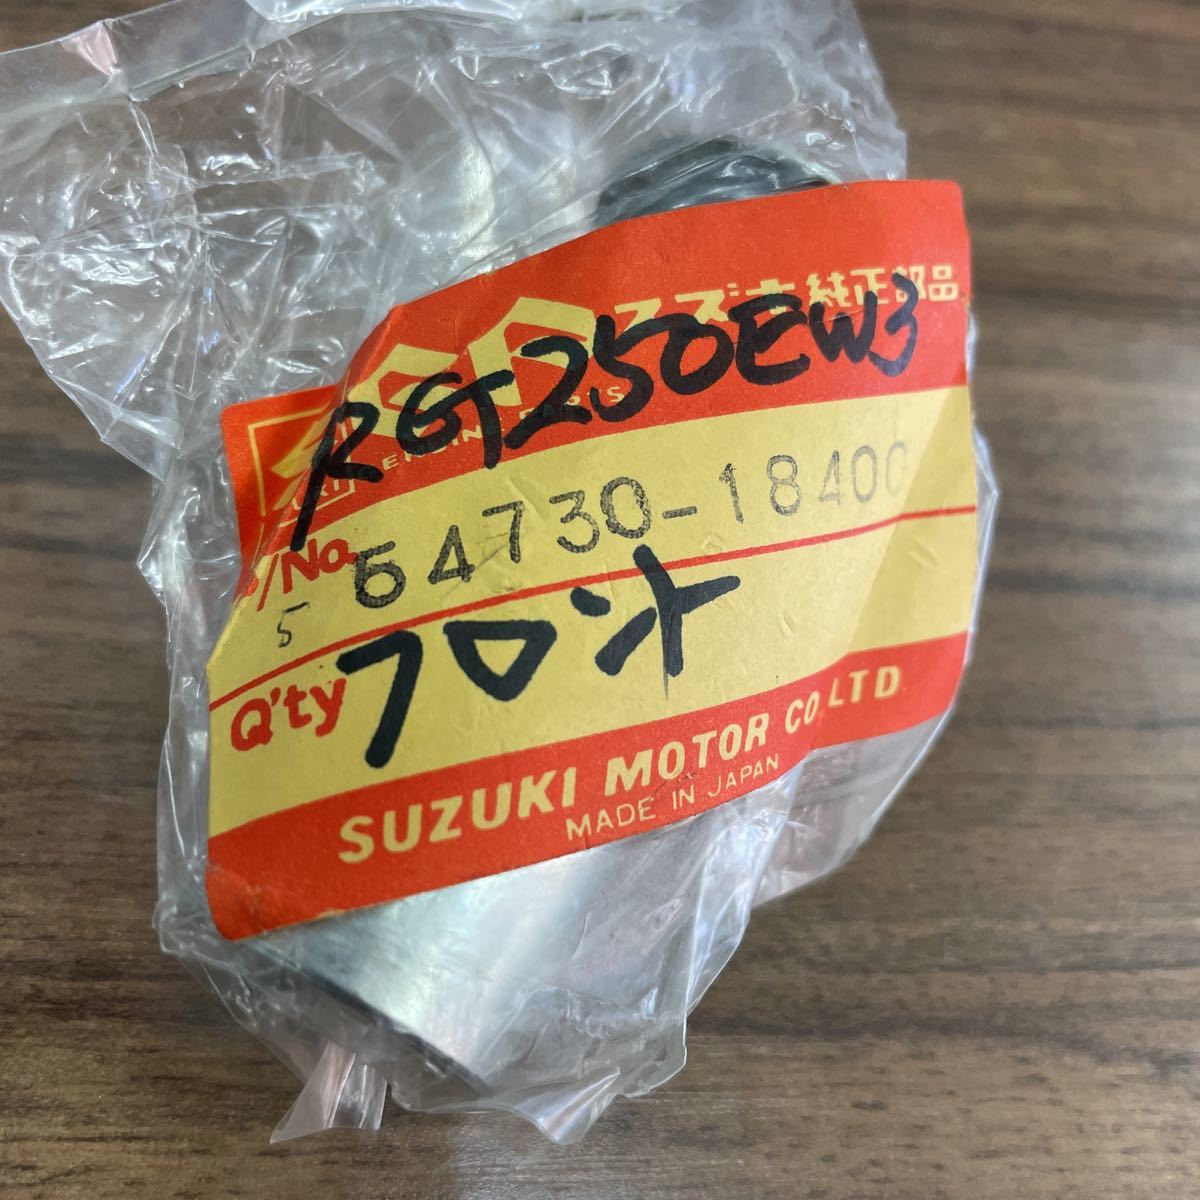 スズキ純正部品
RGT250EW3
P/No. 54730-18400
5
Q'ty
フロント
SUZUKI MOTOR CO., LTD
MADE IN JAPAN